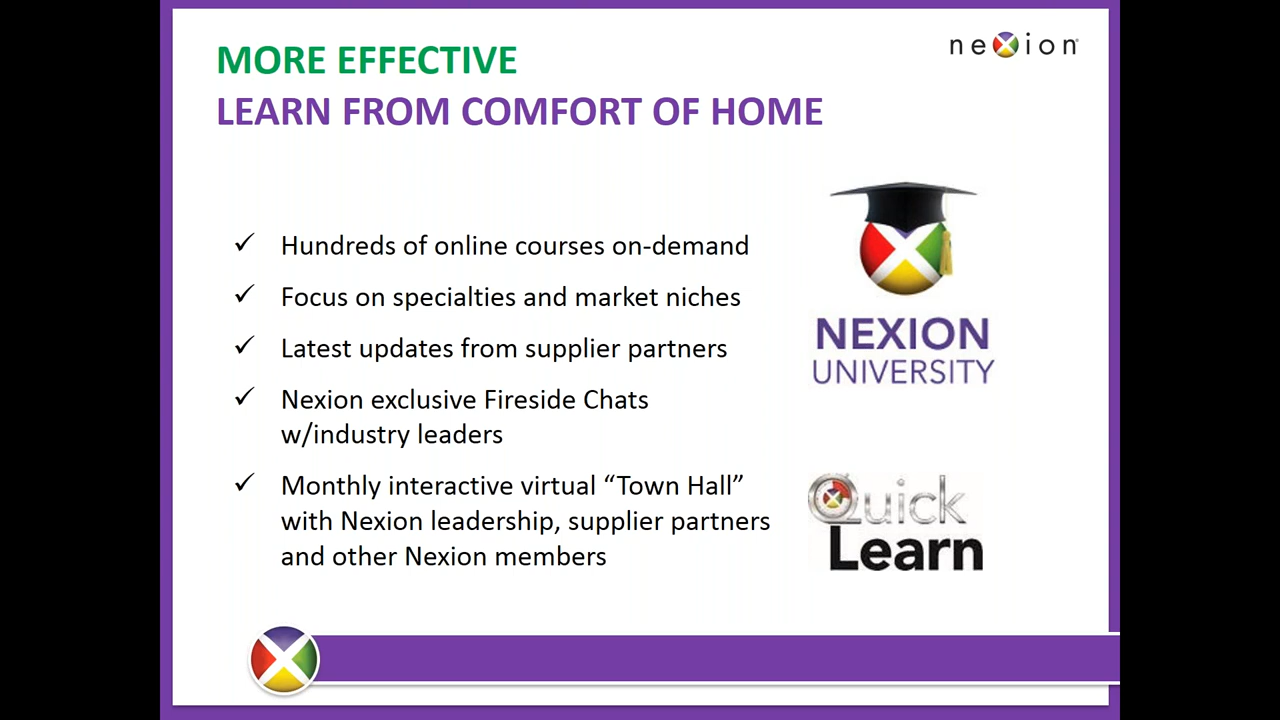 MORE EFFECTIVE
nexion
LEARN FROM COMFORT OF HOME
✓ Hundreds of online courses on-demand
✓ Focus on specialties and market niches
✓ Latest updates from supplier partners
✓ Nexion exclusive Fireside Chats
w/industry leaders
✓ Monthly interactive virtual “Town Hall”
with Nexion leadership, supplier partners
and other Nexion members
NEXION
UNIVERSITY
Quick
Learn